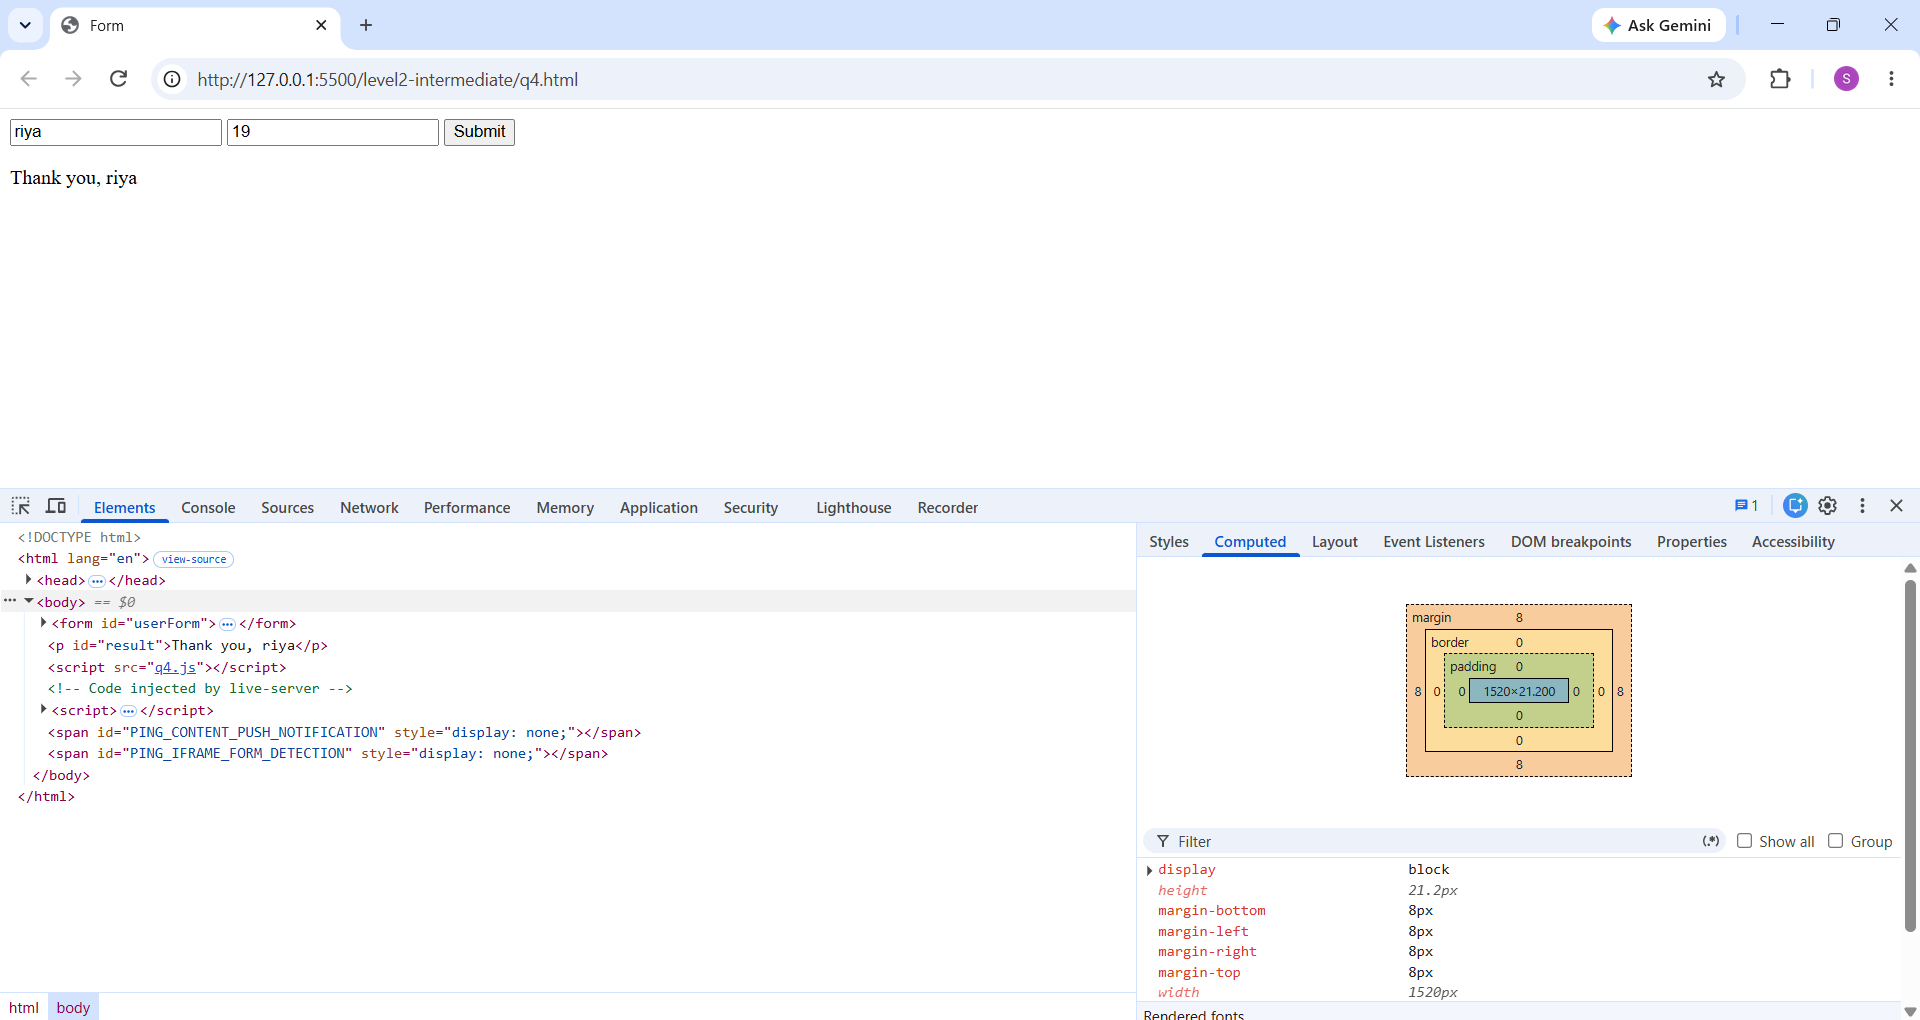 Form
Ask Gemini
http://127.0.0.1:5500/level2-intermediate/q4.html
S
riya 19 Submit
Thank you, riya
Elements Console Sources Network Performance Memory Application Security Lighthouse Recorder 1
<!DOCTYPE html>
<html lang="en"> view-source
<head> ••• </head>
••• <body> == $0
<form id="userForm"> ••• </form>
<p id="result">Thank you, riya</p>
<script src="q4.js"></script>
<!-- Code injected by live-server -->
<script> ••• </script>
<span id="PING_CONTENT_PUSH_NOTIFICATION" style="display: none;"></span>
<span id="PING_IFRAME_FORM_DETECTION" style="display: none;"></span>
</body>
</html>
html body
Styles Computed Layout Event Listeners DOM breakpoints Properties Accessibility
margin 8
border 0
padding 0
8 0 0 1520×21.200 0 0 8
0
0
8
Filter (.*) Show all Group
display block
height 21.2px
margin-bottom 8px
margin-left 8px
margin-right 8px
margin-top 8px
width 1520px
Rendered fonts